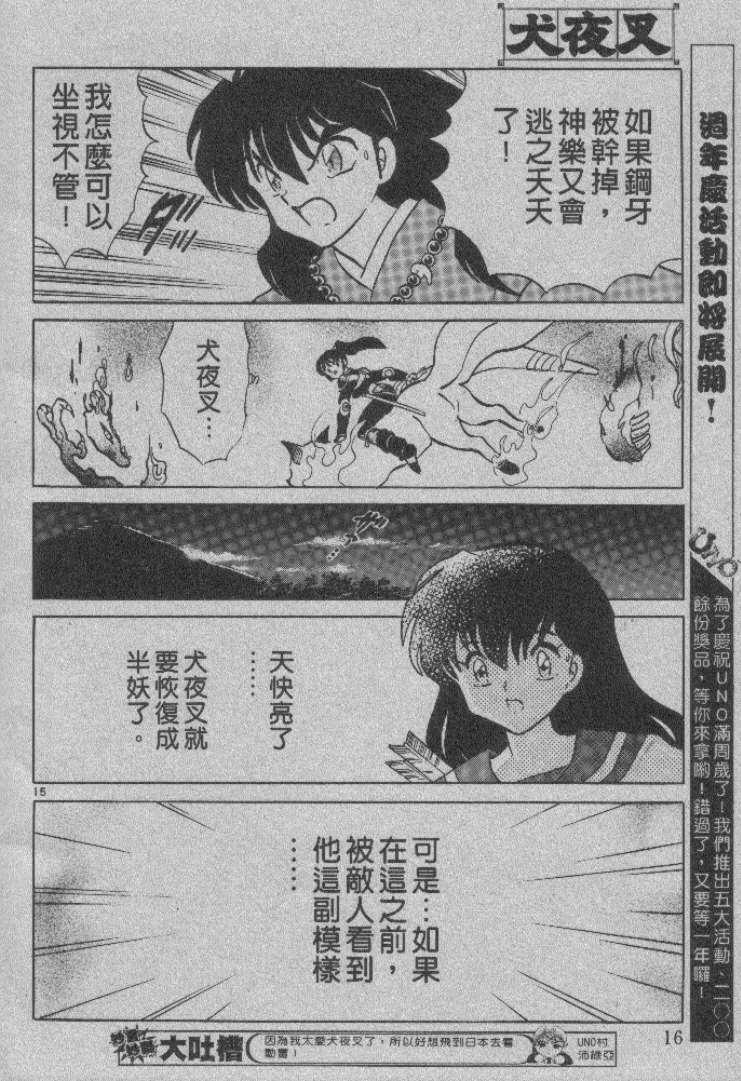 犬夜叉
如果鋼牙
被幹掉，
神樂又會
逃之夭夭
了！
我怎麼可以
坐視不管！
犬夜叉…
天快亮了
……
犬夜叉就
要恢復成
半妖了。
15
可是…如果
在這之前，
被敵人看到
他這副模樣
……
週年慶活動即將展開！
UNO
為了慶祝UNO滿周歲了！我們推出五大活動、二〇〇
餘份獎品，等你來拿喲！錯過了，又要等一年囉！
16
大吐槽
因為我太愛犬夜叉了，所以好想飛到日本去看
動畫！
UNO村